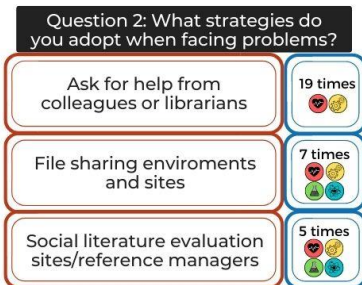 Question 2: What strategies do
you adopt when facing problems?
Ask for help from
colleagues or librarians
19 times
File sharing enviroments
and sites
7 times
Social literature evaluation
sites/reference managers
5 times